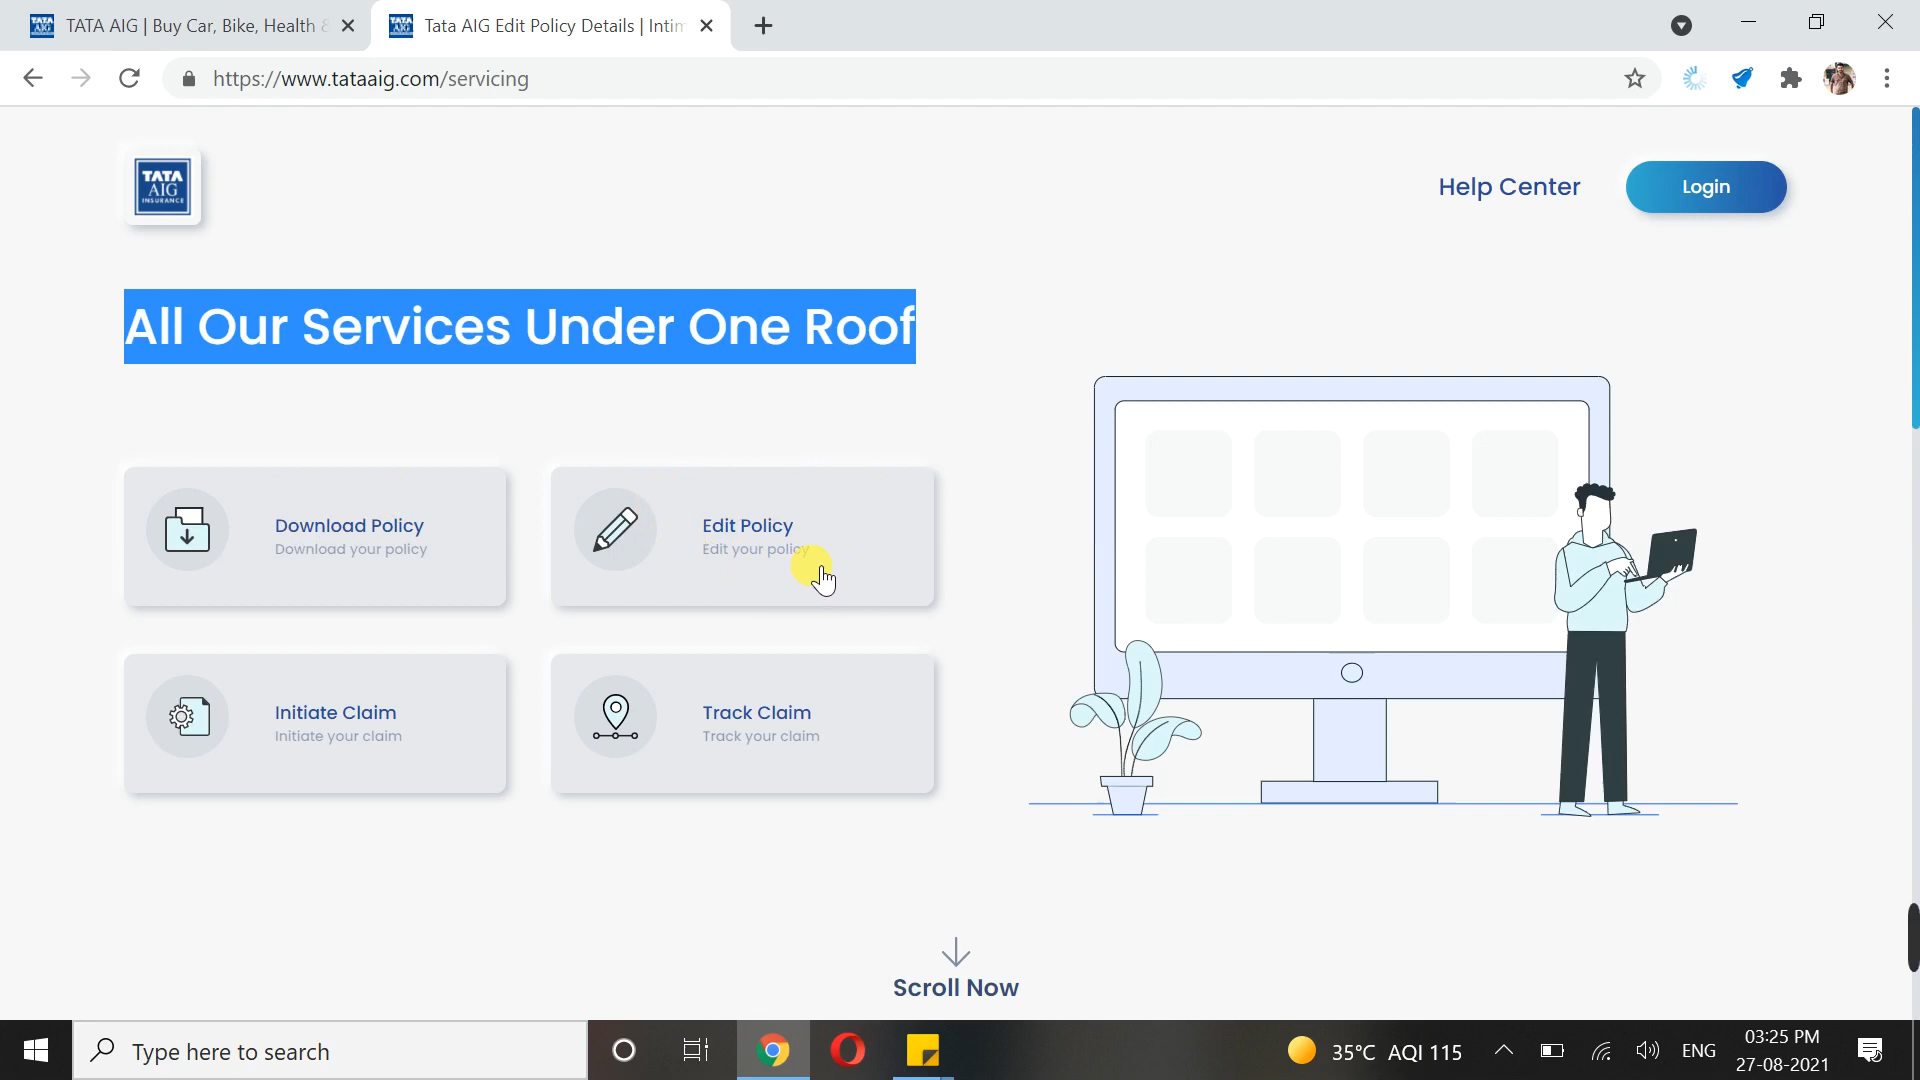 TATA AIG | Buy Car, Bike, Health &
Tata AIG Edit Policy Details | Intim
https://www.tataaig.com/servicing
TATA
AIG
INSURANCE
Help Center
Login
All Our Services Under One Roof
Download Policy
Download your policy
Edit Policy
Edit your policy
Initiate Claim
Initiate your claim
Track Claim
Track your claim
Scroll Now
Type here to search
35°C AQI 115
ENG
03:25 PM
27-08-2021